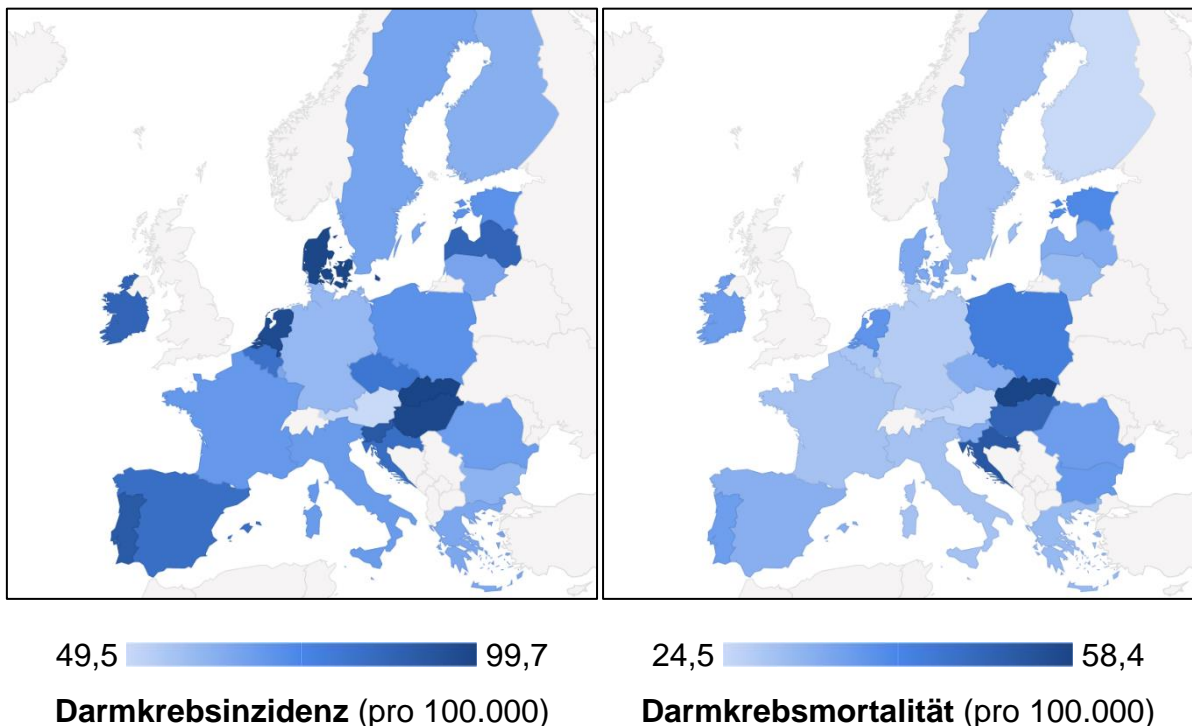 49,5 99,7
24,5 58,4
Darmkrebsinzidenz (pro 100.000)
Darmkrebsmortalität (pro 100.000)